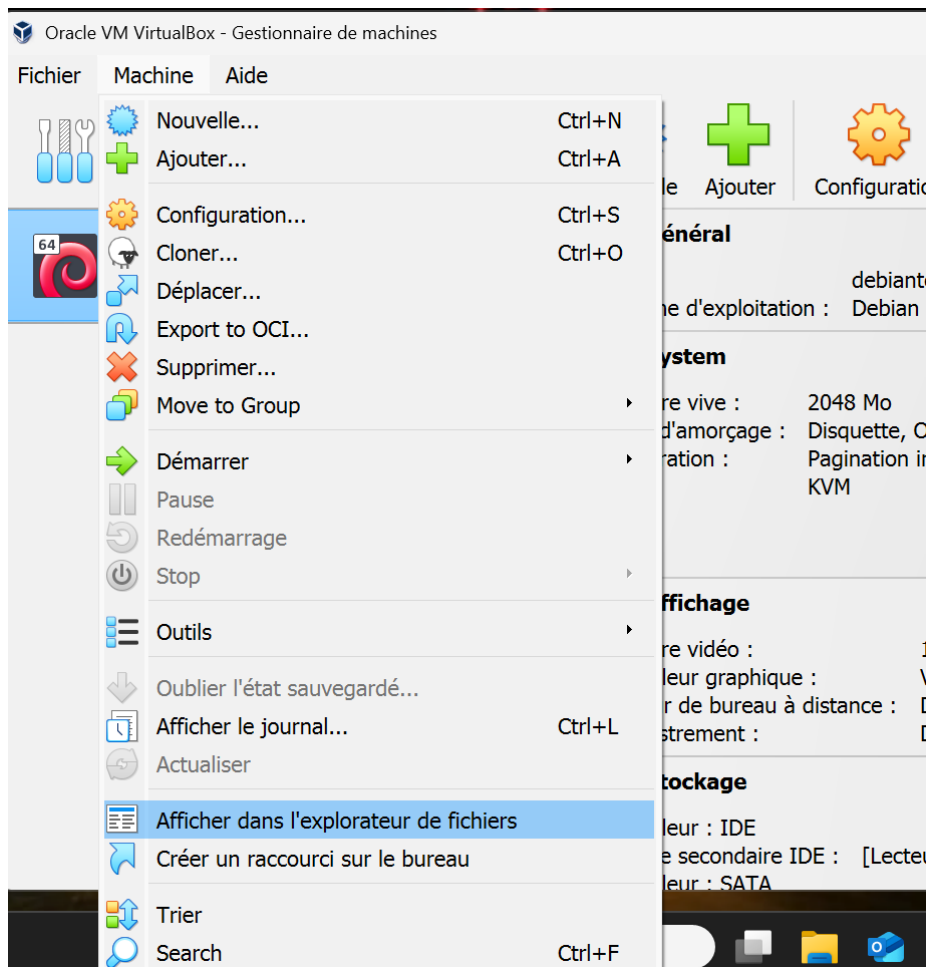 Oracle VM VirtualBox - Gestionnaire de machines
Fichier Machine Aide
Nouvelle... Ctrl+N
Ajouter... Ctrl+A
Configuration... Ctrl+S
Cloner... Ctrl+O
Déplacer...
Export to OCI...
Supprimer...
Move to Group
Démarrer
Pause
Redémarrage
Stop
Outils
Oublier l'état sauvegardé...
Afficher le journal... Ctrl+L
Actualiser
Afficher dans l'explorateur de fichiers
Créer un raccourci sur le bureau
Trier
Search Ctrl+F
64
le Ajouter Configuratio
énéral
debiante
ne d'exploitation : Debian
ystem
re vive : 2048 Mo
d'amorçage : Disquette, O
ration : Pagination i
KVM
ffichage
re vidéo : 1
leur graphique : V
r de bureau à distance : D
strement : D
tockage
leur : IDE
e secondaire IDE : [Lecteu
leur : SATA